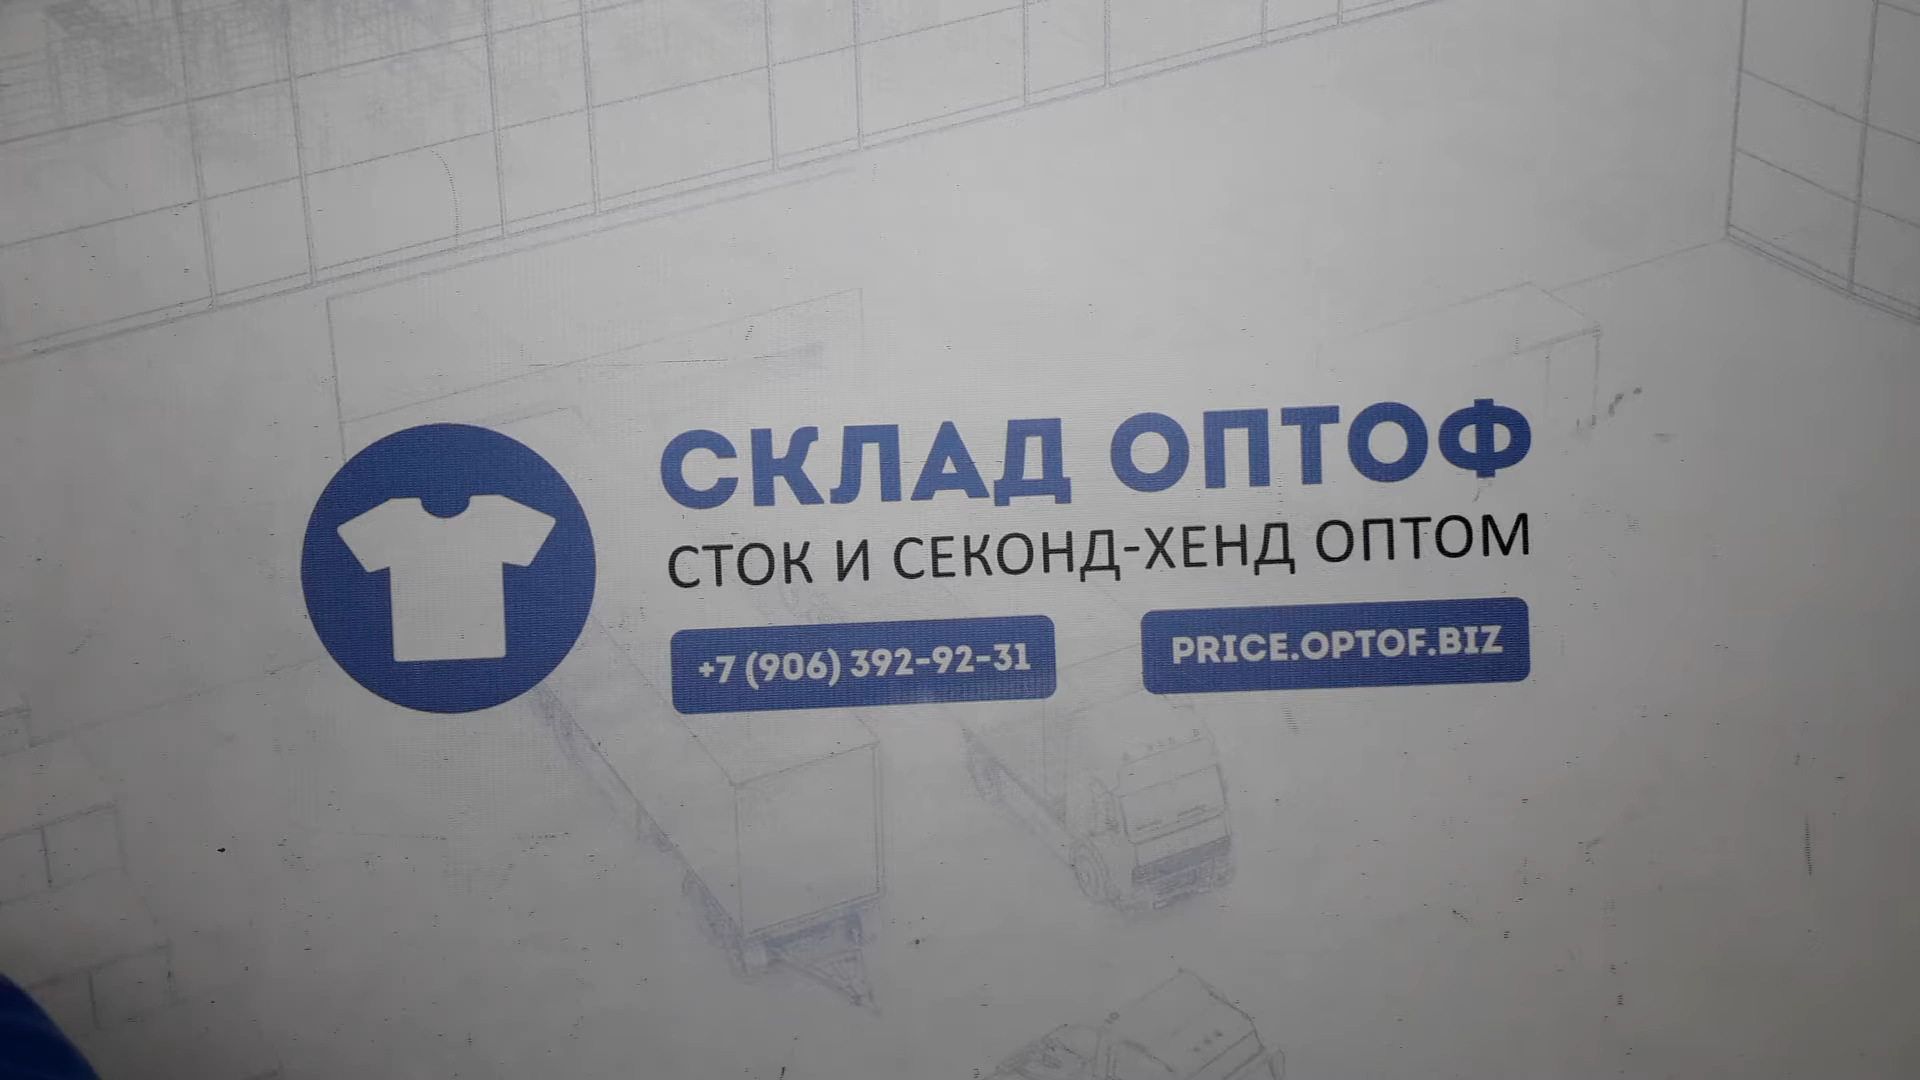 СКЛАД ОПТОФ
СТОК И СЕКОНД-ХЕНД ОПТОМ
+7 (906) 392-92-31
PRICE.OPTOF.BIZ